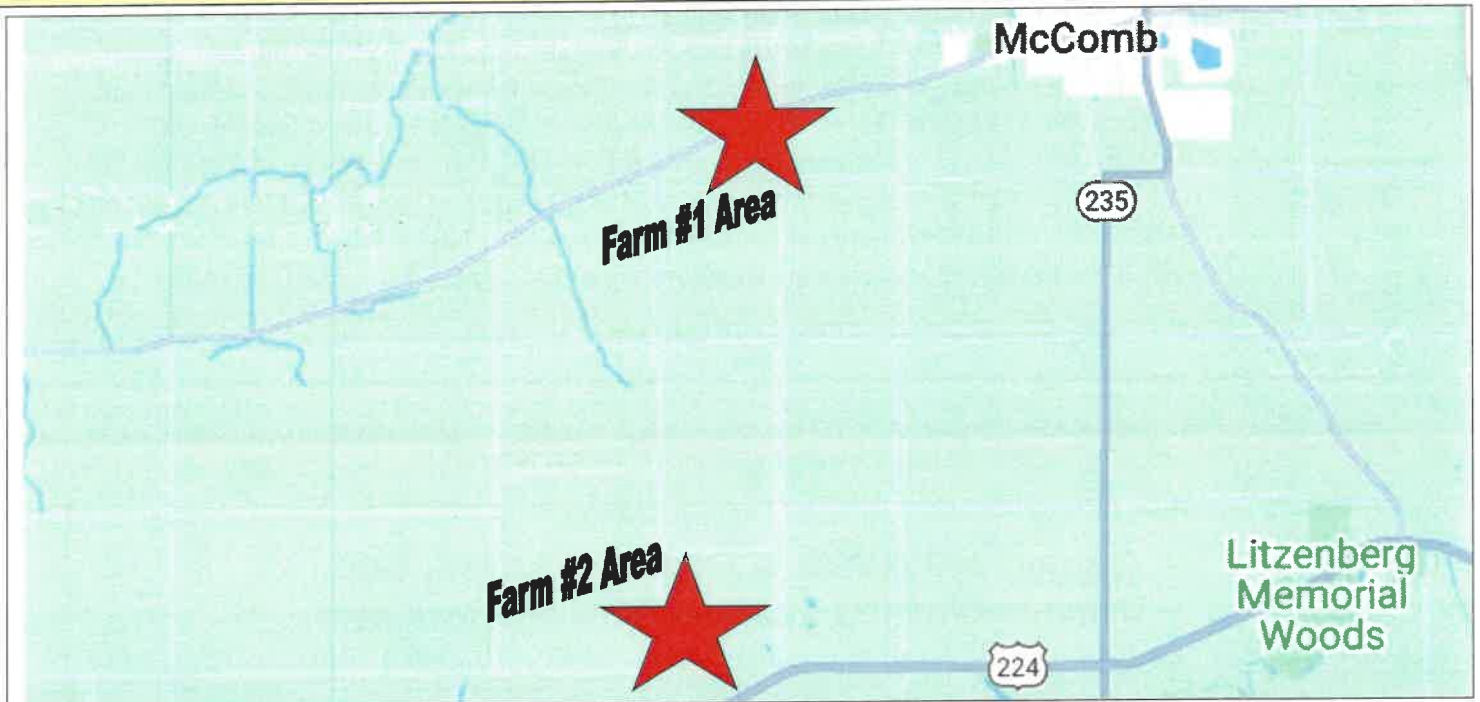 McComb
Farm #1 Area
235
Farm #2 Area
Litzenberg
Memorial
Woods
224